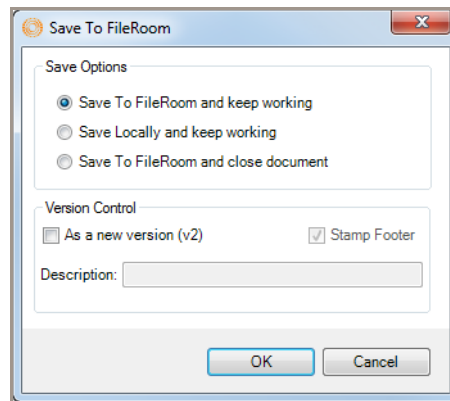 Save To FileRoom
Save Options
Save To FileRoom and keep working
Save Locally and keep working
Save To FileRoom and close document
Version Control
As a new version (v2) Stamp Footer
Description:
OK Cancel